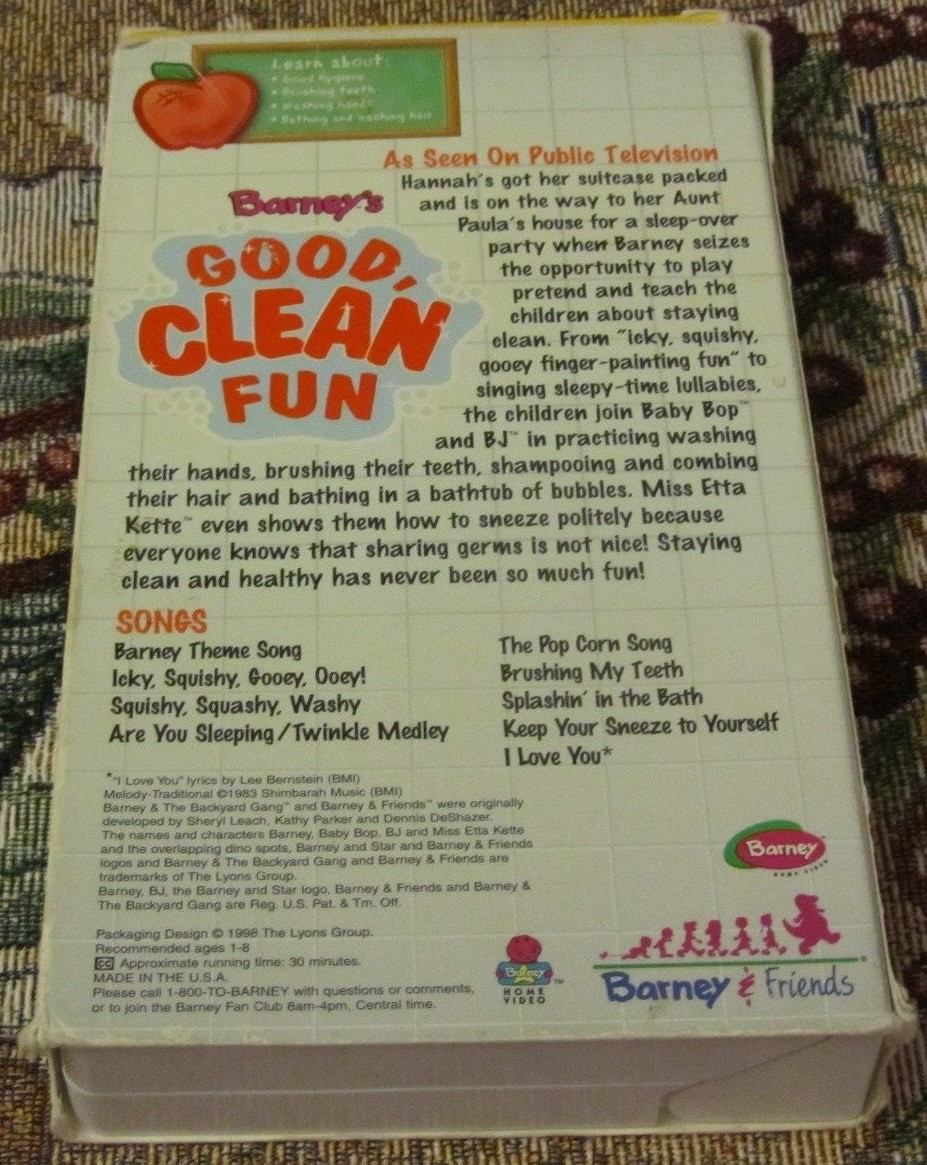 Learn about:
• Good hygiene
• Brushing teeth
• Washing hands
• Bathing and washing hair
As Seen On Public Television
Barney's
GOOD,
CLEAN
FUN
Hannah's got her suitcase packed
and is on the way to her Aunt
Paula's house for a sleep-over
party when Barney seizes
the opportunity to play
pretend and teach the
children about staying
clean. From "icky, squishy,
gooey finger-painting fun" to
singing sleepy-time lullabies,
the children join Baby Bop™
and BJ™ in practicing washing
their hands, brushing their teeth, shampooing and combing
their hair and bathing in a bathtub of bubbles. Miss Etta
Kette™ even shows them how to sneeze politely because
everyone knows that sharing germs is not nice! Staying
clean and healthy has never been so much fun!
SONGS
Barney Theme Song
Icky, Squishy, Gooey, Ooey!
Squishy, Squashy, Washy
Are You Sleeping/Twinkle Medley
The Pop Corn Song
Brushing My Teeth
Splashin' in the Bath
Keep Your Sneeze to Yourself
I Love You*
*"I Love You" lyrics by Lee Bernstein (BMI)
Melody-Traditional ©1983 Shimbarah Music (BMI)
Barney & The Backyard Gang™ and Barney & Friends™ were originally
developed by Sheryl Leach, Kathy Parker and Dennis DeShazer.
The names and characters Barney, Baby Bop, BJ and Miss Etta Kette
and the overlapping dino spots, Barney and Star and Barney & Friends
logos and Barney & The Backyard Gang and Barney & Friends are
trademarks of The Lyons Group.
Barney, BJ, the Barney and Star logo, Barney & Friends and Barney &
The Backyard Gang are Reg. U.S. Pat. & Tm. Off.
Packaging Design © 1998 The Lyons Group.
Recommended ages 1-8
CC Approximate running time: 30 minutes.
MADE IN THE U.S.A.
Please call 1-800-TO-BARNEY with questions or comments,
or to join the Barney Fan Club 8am-4pm, Central time.
Barney™
HOME VIDEO
Barney
HOME
VIDEO
™
Barney & Friends